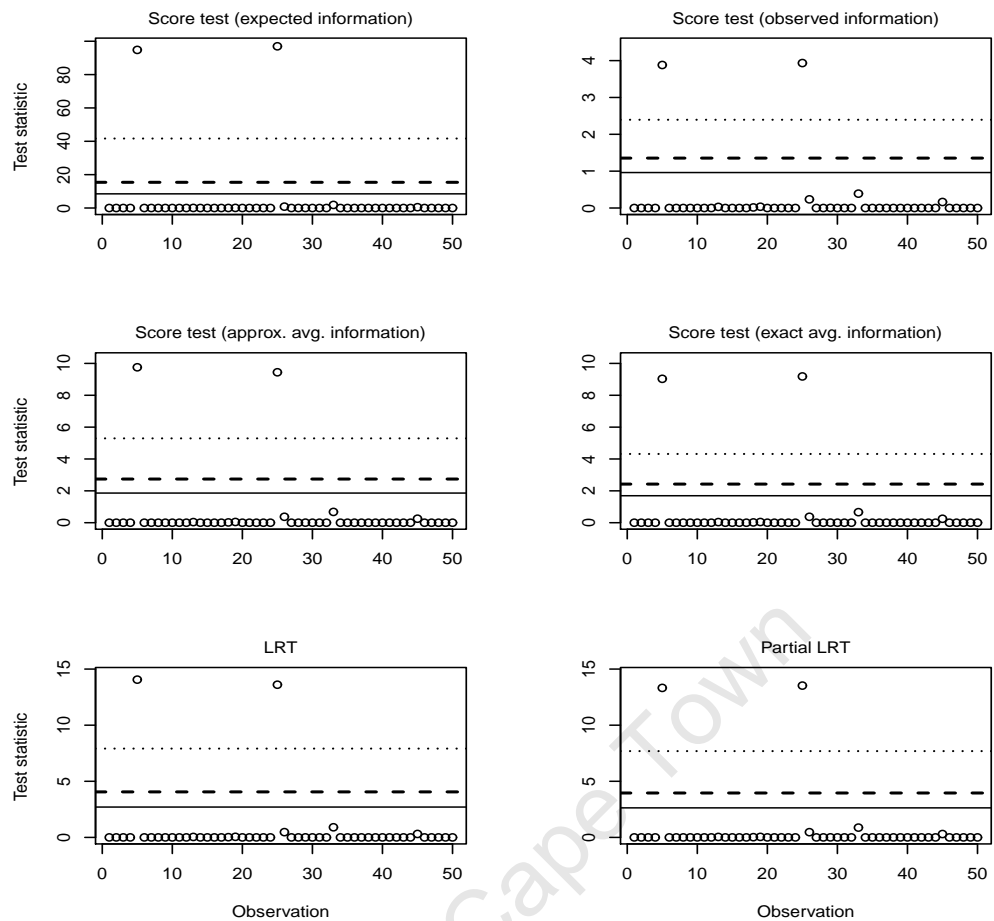 Score test (expected information)
Test statistic
0 20 40 60 80
0 10 20 30 40 50
Score test (observed information)
0 1 2 3 4
0 10 20 30 40 50
Score test (approx. avg. information)
Test statistic
0 2 4 6 8 10
0 10 20 30 40 50
Score test (exact avg. information)
0 2 4 6 8 10
0 10 20 30 40 50
LRT
Test statistic
0 5 10 15
0 10 20 30 40 50
Observation
Partial LRT
0 5 10 15
0 10 20 30 40 50
Observation
Cape Town